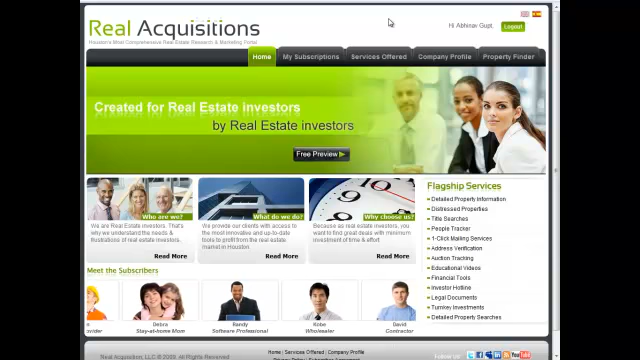 Real Acquisitions
Houston's Most Comprehensive Real Estate Research & Marketing Portal
Hi Abhinav Gupt.
Logout
Home
My Subscriptions
Services Offered
Company Profile
Property Finder
Created for Real Estate investors
by Real Estate investors
Free Preview
Who are we?
We are Real Estate investors. That's
why we understand the needs &
frustrations of real estate investors.
Read More
What do we do?
We provide our clients with access to
the most innovative and up-to-date
tools to profit from the real estate
market in Houston.
Read More
Why choose us?
Because as real estate investors, you
want to find great deals with minimum
investment of time & effort
Read More
Flagship Services
Detailed Property Information
Distressed Properties
Title Searches
People Tracker
1-Click Mailing Services
Address Verification
Auction Tracking
Educational Videos
Financial Tools
Investor Hotline
Legal Documents
Turnkey Investments
Detailed Property Searches
Meet the Subscribers
Debra
Stay-at-home Mom
Bandy
Software Professional
Kobe
Wholesaler
David
Contractor
Home | Services Offered | Company Profile
Real Acquisition, LLC © 2009. All Rights Reserved
Follow Us